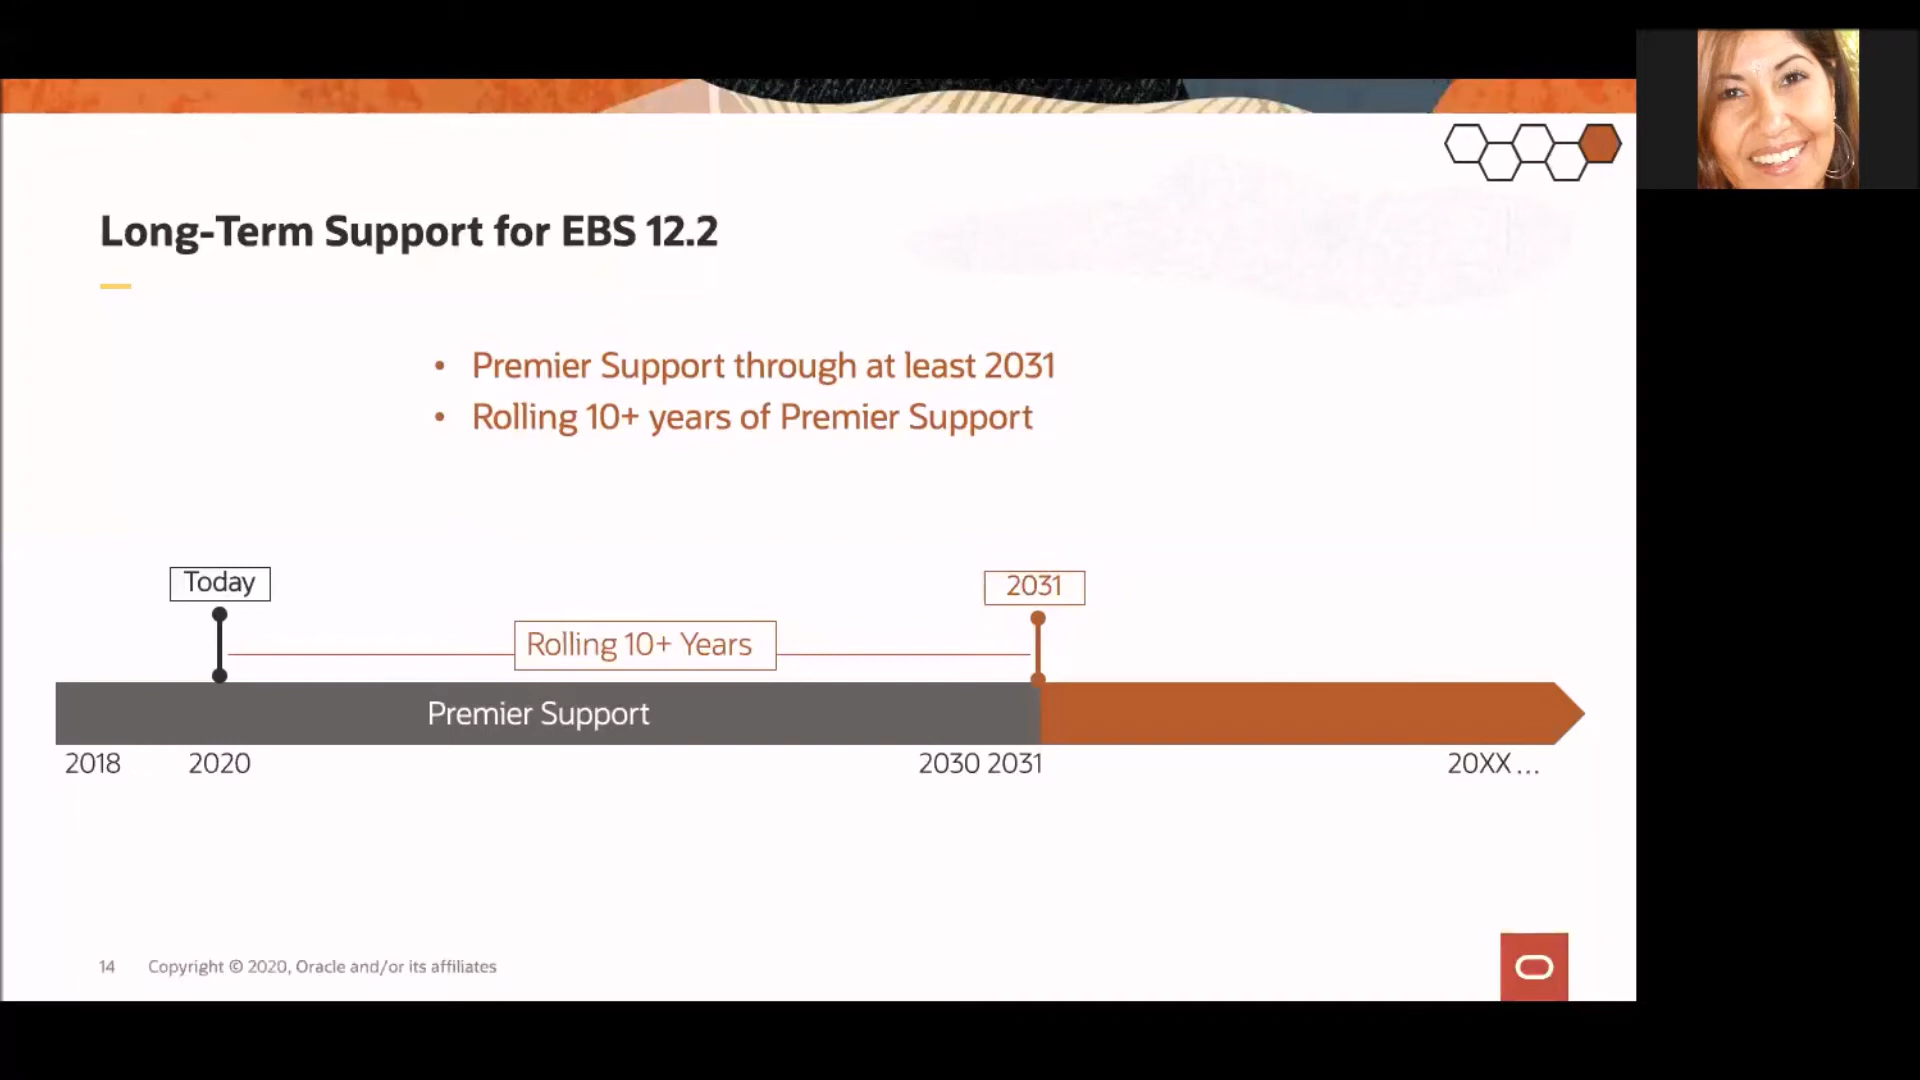 Long-Term Support for EBS 12.2
• Premier Support through at least 2031
• Rolling 10+ years of Premier Support
Today
2031
Rolling 10+ Years
Premier Support
2018 2020 2030 2031 20XX...
14 Copyright © 2020, Oracle and/or its affiliates